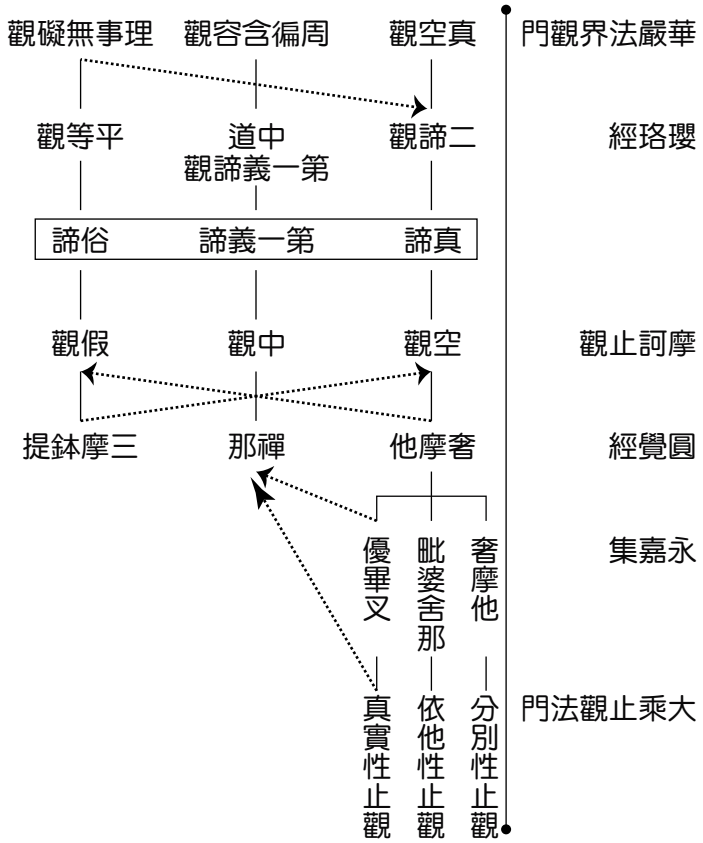 華嚴法界觀門
真空觀
周徧含容觀
理事無礙觀
瓔珞經
二諦觀
中道
第一義諦觀
平等觀
真諦
第一義諦
俗諦
摩訶止觀
空觀
中觀
假觀
圓覺經
奢摩他
禪那
三摩鉢提
永嘉集
奢摩他
毗婆舍那
優畢叉
大乘止觀法門
分別性止觀
依他性止觀
真實性止觀